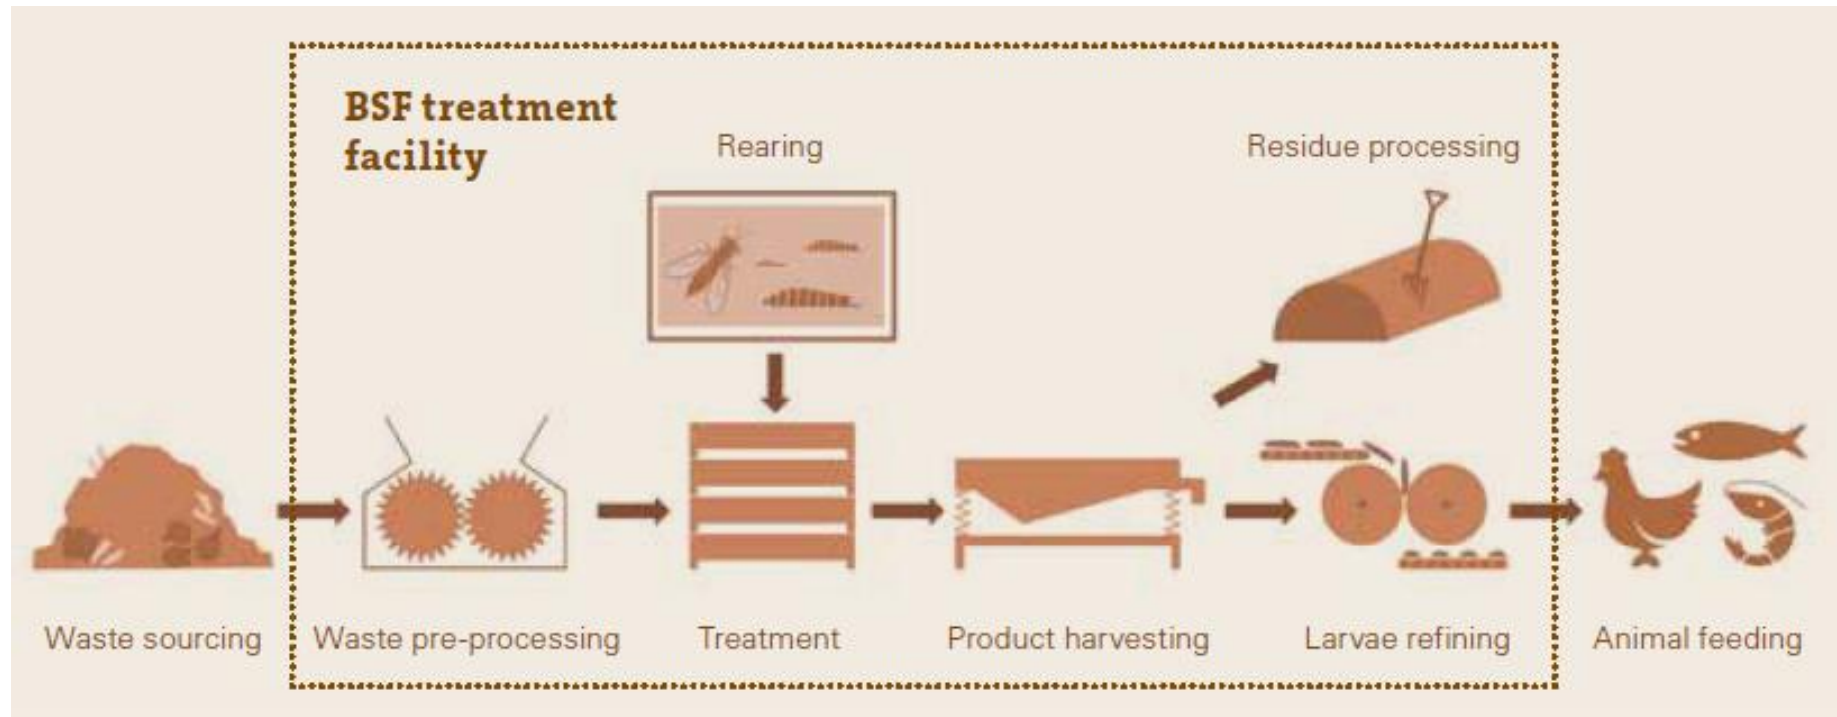 BSF treatment
facility
Rearing
Residue processing
Waste sourcing
Waste pre-processing
Treatment
Product harvesting
Larvae refining
Animal feeding